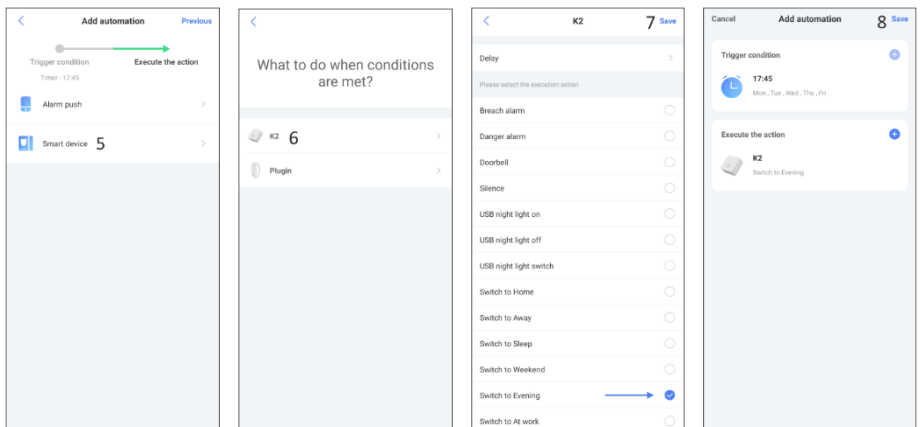 Add automation
Previous
Trigger condition
Execute the action
Timer - 17:45
Alarm push
Smart device 5
What to do when conditions
are met?
K2 6
Plugin
K2
7 Save
Delay
Please select the execution action
Breach alarm
Danger alarm
Doorbell
Silence
USB night light on
USB night light off
USB night light switch
Switch to Home
Switch to Away
Switch to Sleep
Switch to Weekend
Switch to Evening
Switch to At work
Cancel
Add automation
8 Save
Trigger condition
17:45
Mon, Tue, Wed, Thu, Fri
Execute the action
K2
Switch to Evening